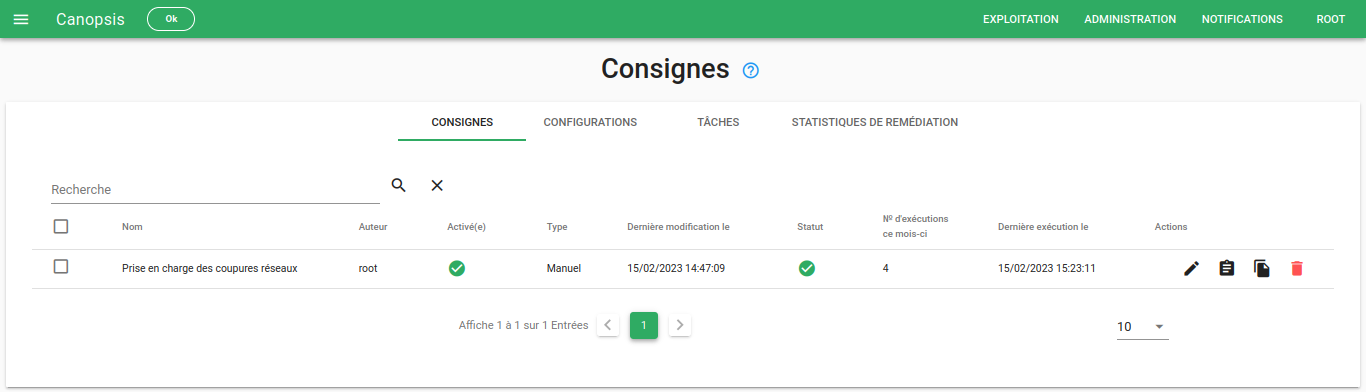 Canopsis
Ok
EXPLOITATION
ADMINISTRATION
NOTIFICATIONS
ROOT
Consignes
CONSIGNES
CONFIGURATIONS
TÂCHES
STATISTIQUES DE REMÉDIATION
Recherche
Nom
Auteur
Activé(e)
Type
Dernière modification le
Statut
Nº d'exécutions
ce mois-ci
Dernière exécution le
Actions
Prise en charge des coupures réseaux
root
Manuel
15/02/2023 14:47:09
4
15/02/2023 15:23:11
Affiche 1 à 1 sur 1 Entrées
1
10